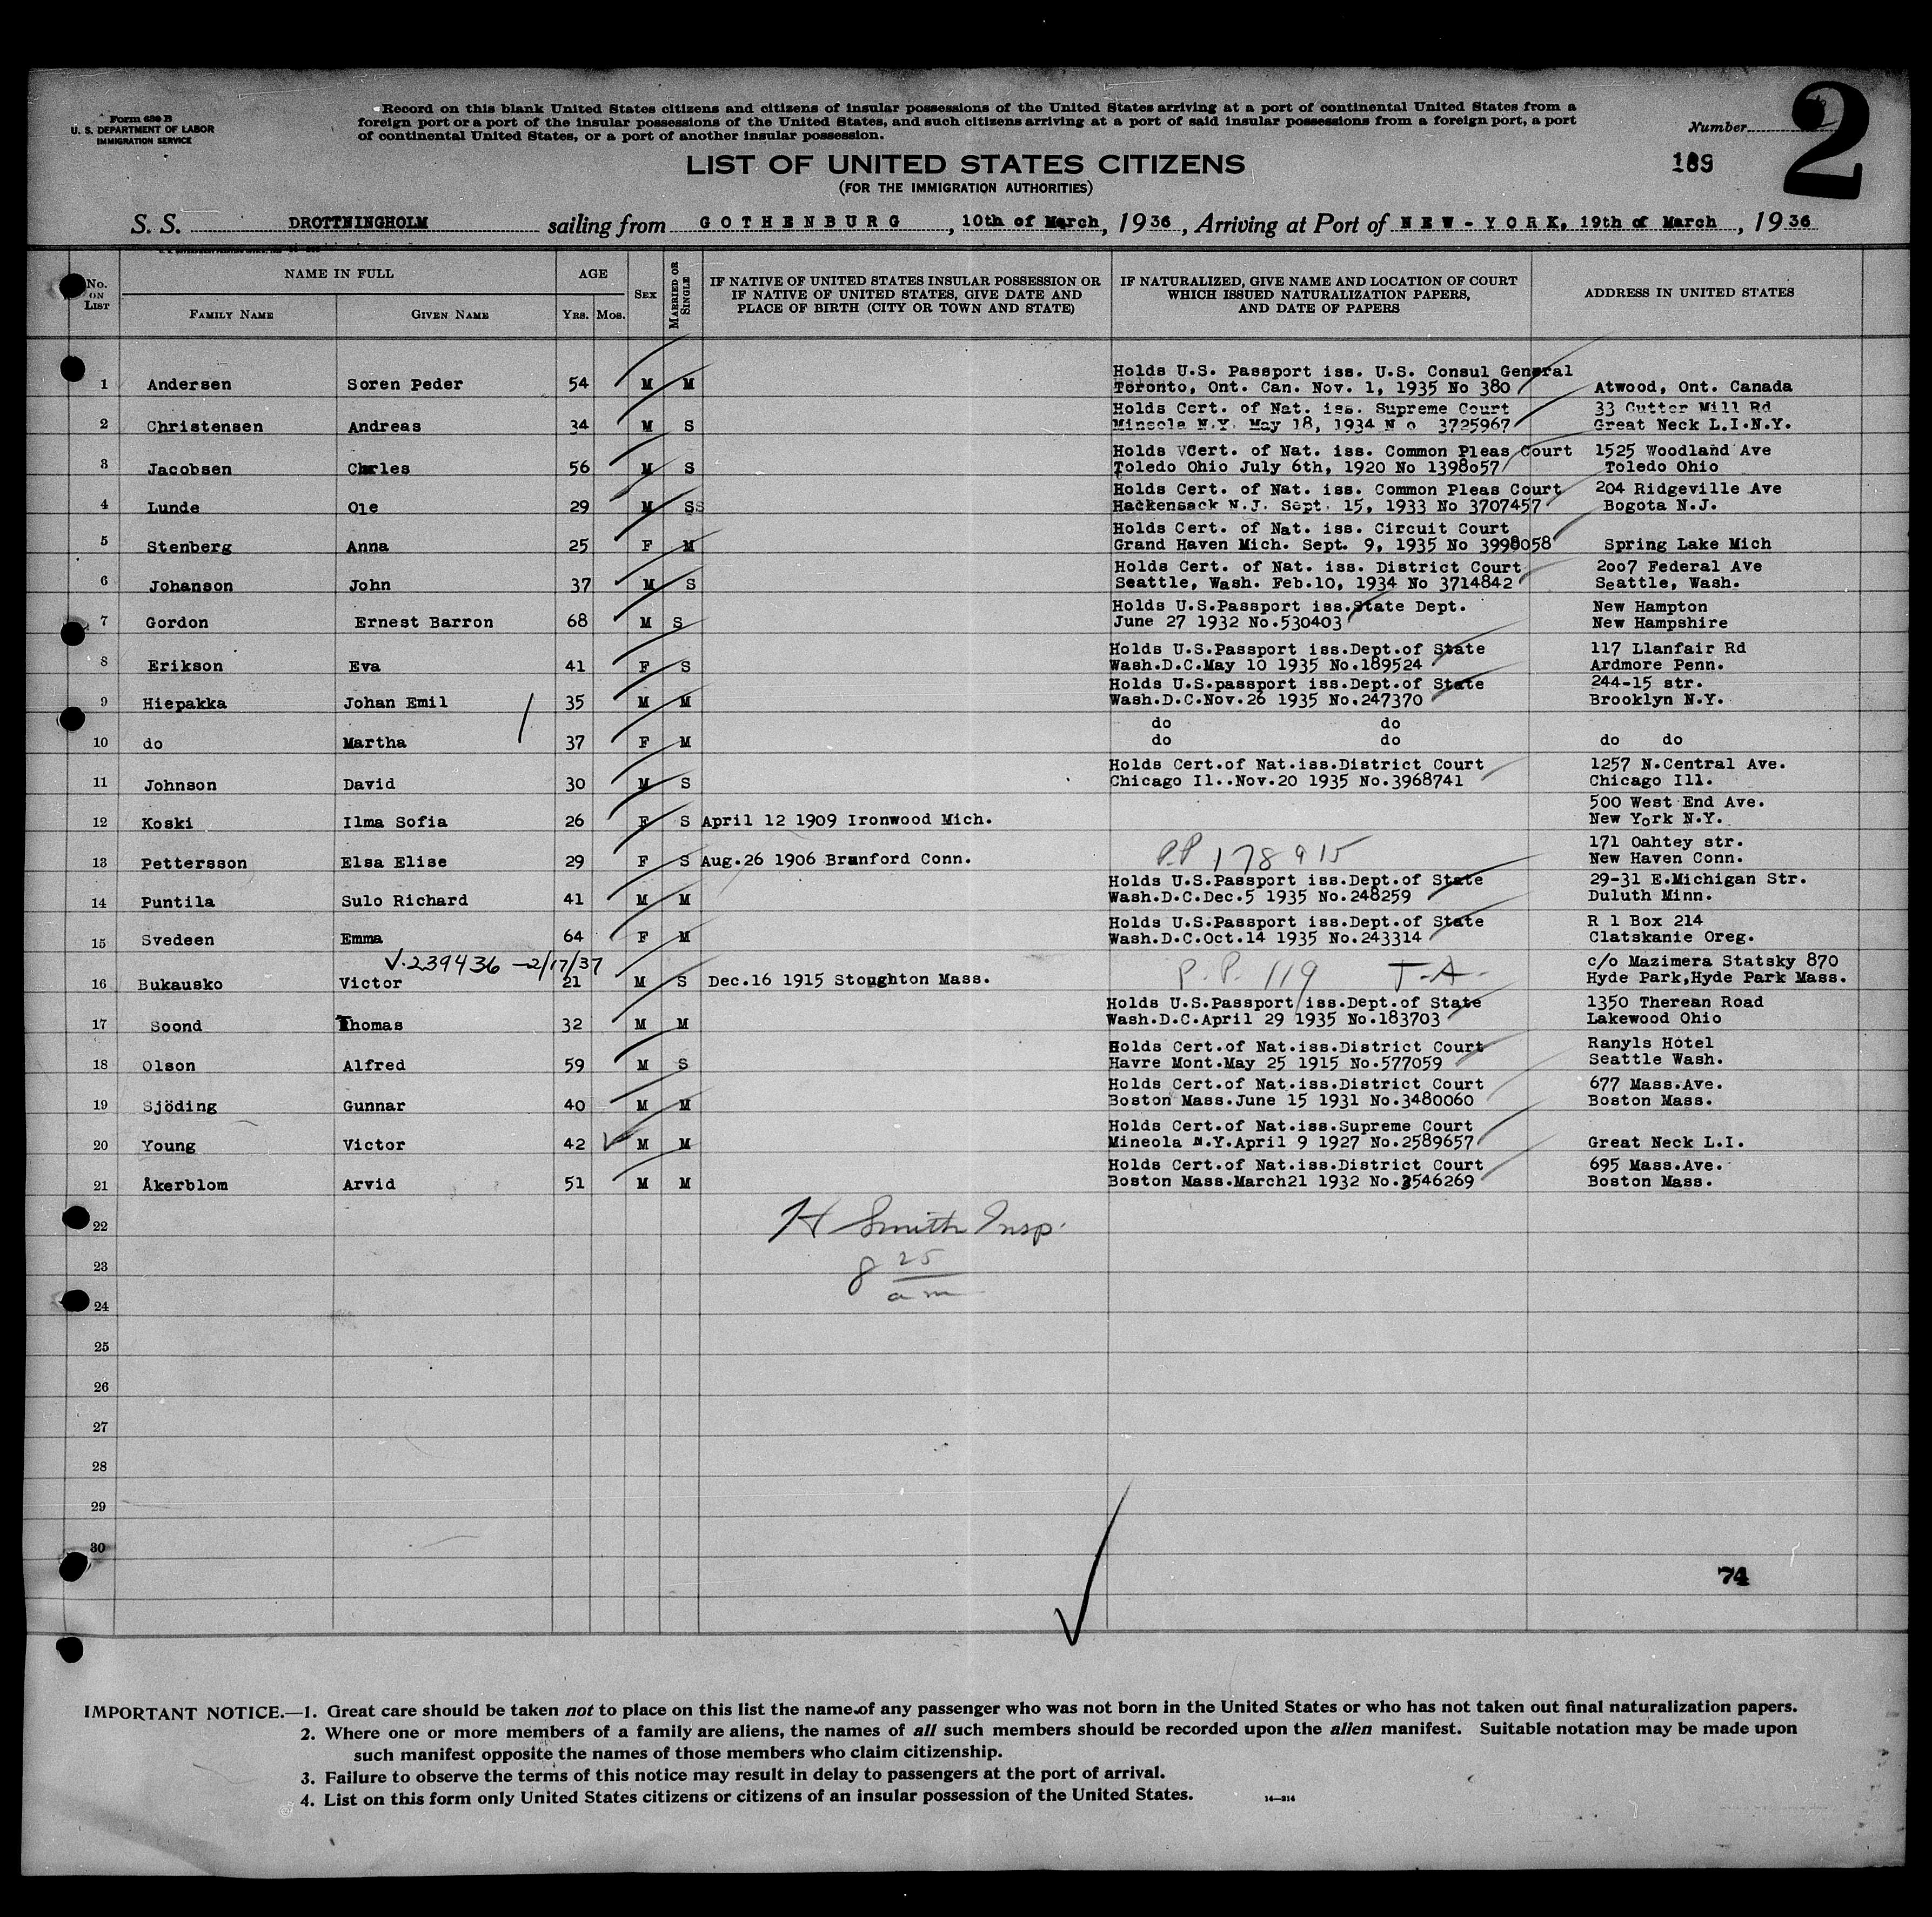 Form 630 B
U. S. DEPARTMENT OF LABOR
IMMIGRATION SERVICE
Record on this blank United States citizens and citizens of insular possessions of the United States arriving at a port of continental United States from a
foreign port or a port of the insular possessions of the United States, and such citizens arriving at a port of said insular possessions from a foreign port, a port
of continental United States, or a port of another insular possession.
Number
2
189
LIST OF UNITED STATES CITIZENS
(FOR THE IMMIGRATION AUTHORITIES)
S. S. DROTTNINGHOLM sailing from GOTHENBURG, 10th of March, 1936, Arriving at Port of NEW-YORK, 19th of March, 1936
No. ON LIST
NAME IN FULL
FAMILY NAME
GIVEN NAME
AGE
YRS. MOS.
SEX
MARRIED OR SINGLE
IF NATIVE OF UNITED STATES INSULAR POSSESSION OR
IF NATIVE OF UNITED STATES, GIVE DATE AND
PLACE OF BIRTH (CITY OR TOWN AND STATE)
IF NATURALIZED, GIVE NAME AND LOCATION OF COURT
WHICH ISSUED NATURALIZATION PAPERS,
AND DATE OF PAPERS
ADDRESS IN UNITED STATES
Holds U.S. Passport iss. U.S. Consul General
1 Andersen Soren Peder 54 M M Toronto, Ont. Can. Nov. 1, 1935 No 380 Atwood, Ont. Canada
Holds Cert. of Nat. iss. Supreme Court 33 Cutter Mill Rd
2 Christensen Andreas 34 M S Mineola N.Y. May 18, 1934 No 3725967 Great Neck L.I.N.Y.
Holds VCert. of Nat. iss. Common Pleas Court 1525 Woodland Ave
3 Jacobsen Charles 56 M S Toledo Ohio July 6th, 1920 No 1398057 Toledo Ohio
Holds Cert. of Nat. iss. Common Pleas Court 204 Ridgeville Ave
4 Lunde Ole 29 M SS Hackensack N.J. Sept. 15, 1933 No 3707457 Bogota N.J.
Holds Cert. of Nat. iss. Circuit Court
5 Stenberg Anna 25 F M Grand Haven Mich. Sept. 9, 1935 No 3998058 Spring Lake Mich
Holds Cert. of Nat. iss. District Court 2007 Federal Ave
6 Johanson John 37 M S Seattle, Wash. Feb.10, 1934 No 3714842 Seattle, Wash.
Holds U.S.Passport iss.State Dept. New Hampton
7 Gordon Ernest Barron 68 M S June 27 1932 No.530403 New Hampshire
Holds U.S.Passport iss.Dept.of State 117 Llanfair Rd
8 Erikson Eva 41 F S Wash.D.C.May 10 1935 No.189524 Ardmore Penn.
Holds U.S.passport iss.Dept.of State 244-15 str.
9 Hiepakka Johan Emil 35 M M Wash.D.C.Nov.26 1935 No.247370 Brooklyn N.Y.
do do
10 do Martha 37 F M do do do do
Holds Cert.of Nat.iss.District Court 1257 N.Central Ave.
11 Johnson David 30 M S Chicago Il..Nov.20 1935 No.3968741 Chicago Ill.
500 West End Ave.
12 Koski Ilma Sofia 26 F S April 12 1909 Ironwood Mich. New York N.Y.
P.P 178915 171 Oahtey str.
13 Pettersson Elsa Elise 29 F S Aug.26 1906 Branford Conn. New Haven Conn.
Holds U.S.Passport iss.Dept.of State 29-31 E.Michigan Str.
14 Puntila Sulo Richard 41 M M Wash.D.C.Dec.5 1935 No.248259 Duluth Minn.
Holds U.S.Passport iss.Dept.of State R 1 Box 214
15 Svedeen Emma 64 F M Wash.D.C.Oct.14 1935 No.243314 Clatskanie Oreg.
V-239436 -2/17/37 c/o Mazimera Statsky 870
16 Bukausko Victor 21 M S Dec.16 1915 Stoughton Mass. P.P. 119 T.A. Hyde Park,Hyde Park Mass.
Holds U.S.Passport iss.Dept.of State 1350 Therean Road
17 Soond Thomas 32 M M Wash.D.C.April 29 1935 No.183703 Lakewood Ohio
Holds Cert.of Nat.iss.District Court Ranyls Hotel
18 Olson Alfred 59 M S Havre Mont.May 25 1915 No.577059 Seattle Wash.
Holds Cert.of Nat.iss.District Court 677 Mass.Ave.
19 Sjöding Gunnar 40 M M Boston Mass.June 15 1931 No.3480060 Boston Mass.
Holds Cert.of Nat.iss.Supreme Court
20 Young Victor 42 M M Mineola N.Y.April 9 1927 No.2589657 Great Neck L.I.
Holds Cert.of Nat.iss.District Court 695 Mass.Ave.
21 Åkerblom Arvid 51 M M Boston Mass.March21 1932 No.3546269 Boston Mass.
22 H Smith Insp.
23 8 25
24 am
25
26
27
28
29
30
74
IMPORTANT NOTICE.—1. Great care should be taken not to place on this list the name of any passenger who was not born in the United States or who has not taken out final naturalization papers.
2. Where one or more members of a family are aliens, the names of all such members should be recorded upon the alien manifest. Suitable notation may be made upon
such manifest opposite the names of those members who claim citizenship.
3. Failure to observe the terms of this notice may result in delay to passengers at the port of arrival.
4. List on this form only United States citizens or citizens of an insular possession of the United States.
14—314